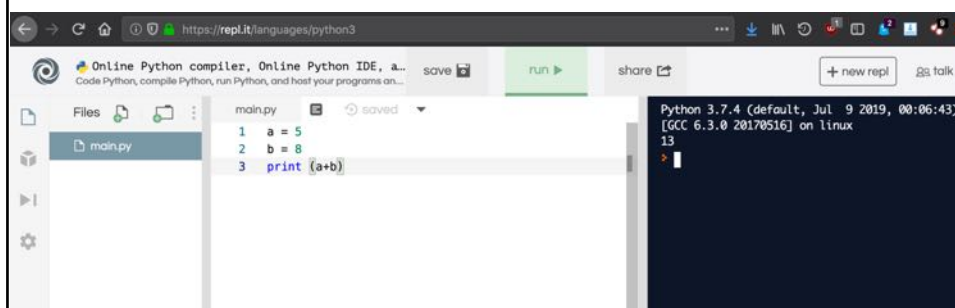 https://repl.it/languages/python3
1
2
Online Python compiler, Online Python IDE, a...
Code Python, compile Python, run Python, and host your programs an...
save
run
share
+ new repl
talk
Files
main.py
main.py
saved
1 a = 5
2 b = 8
3 print (a+b)
Python 3.7.4 (default, Jul 9 2019, 00:06:43)
[GCC 6.3.0 20170516] on linux
13